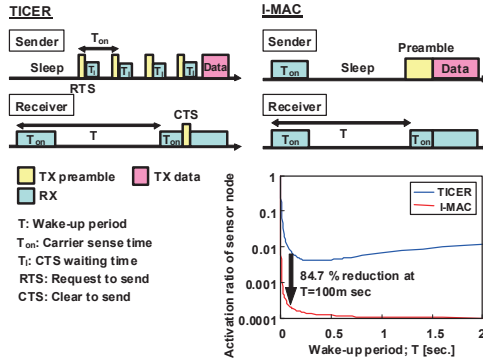 TICER
Sender
Ton
Sleep
Tl
Tl
Tl
Tl
Data
RTS
Receiver
CTS
T
Ton
Ton
I-MAC
Sender
Preamble
Ton
Sleep
Data
Receiver
T
Ton
Ton
TX preamble
TX data
RX
T: Wake-up period
Ton: Carrier sense time
Tl: CTS waiting time
RTS: Request to send
CTS: Clear to send
Activation ratio of sensor node
1
0.1
0.01
0.001
0.0001
TICER
I-MAC
84.7 % reduction at
T=100m sec
0
0.5
1
1.5
2
Wake-up period; T [sec.]